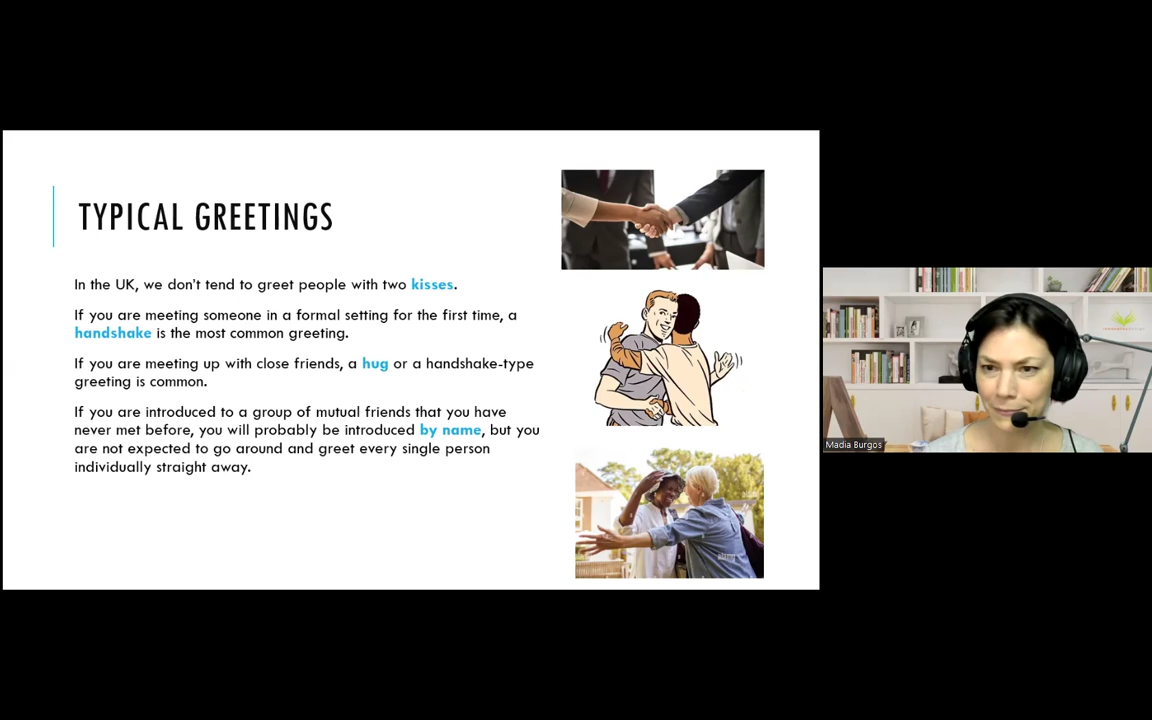 TYPICAL GREETINGS
In the UK, we don't tend to greet people with two kisses.
If you are meeting someone in a formal setting for the first time, a
handshake is the most common greeting.
If you are meeting up with close friends, a hug or a handshake-type
greeting is common.
If you are introduced to a group of mutual friends that you have
never met before, you will probably be introduced by name, but you
are not expected to go around and greet every single person
individually straight away.
Madia Burgos